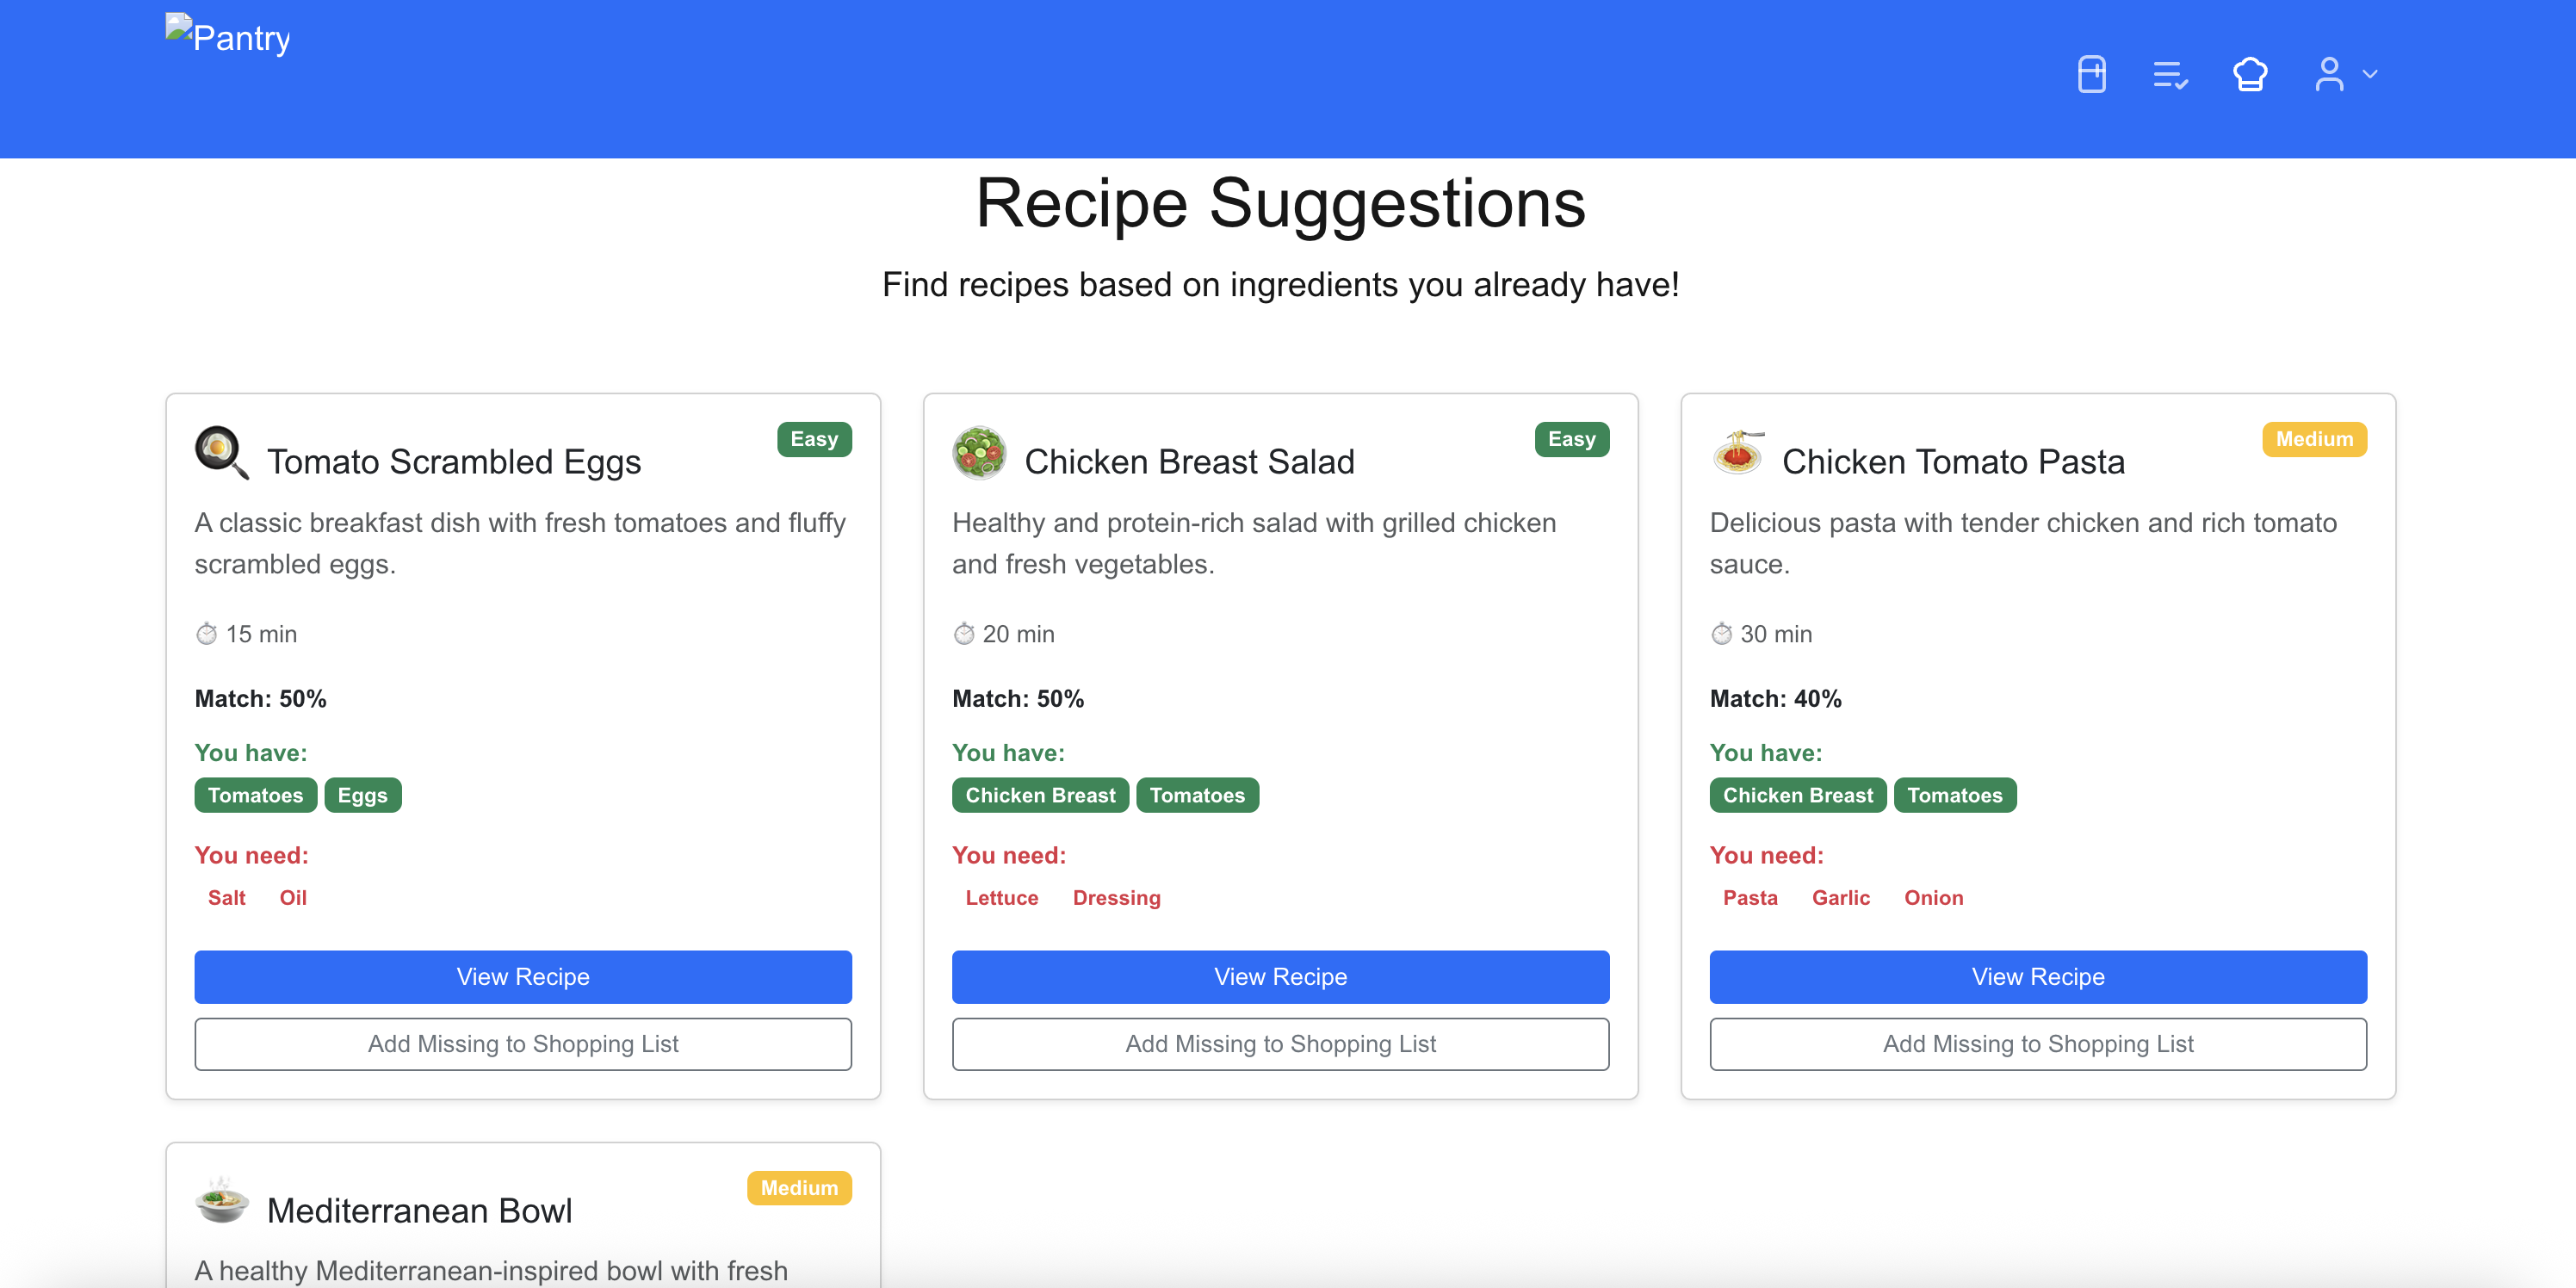 Pantry
Recipe Suggestions
Find recipes based on ingredients you already have!
Tomato Scrambled Eggs
Easy
A classic breakfast dish with fresh tomatoes and fluffy
scrambled eggs.
15 min
Match: 50%
You have:
Tomatoes Eggs
You need:
Salt Oil
View Recipe
Add Missing to Shopping List
Chicken Breast Salad
Easy
Healthy and protein-rich salad with grilled chicken
and fresh vegetables.
20 min
Match: 50%
You have:
Chicken Breast Tomatoes
You need:
Lettuce Dressing
View Recipe
Add Missing to Shopping List
Chicken Tomato Pasta
Medium
Delicious pasta with tender chicken and rich tomato
sauce.
30 min
Match: 40%
You have:
Chicken Breast Tomatoes
You need:
Pasta Garlic Onion
View Recipe
Add Missing to Shopping List
Mediterranean Bowl
Medium
A healthy Mediterranean-inspired bowl with fresh